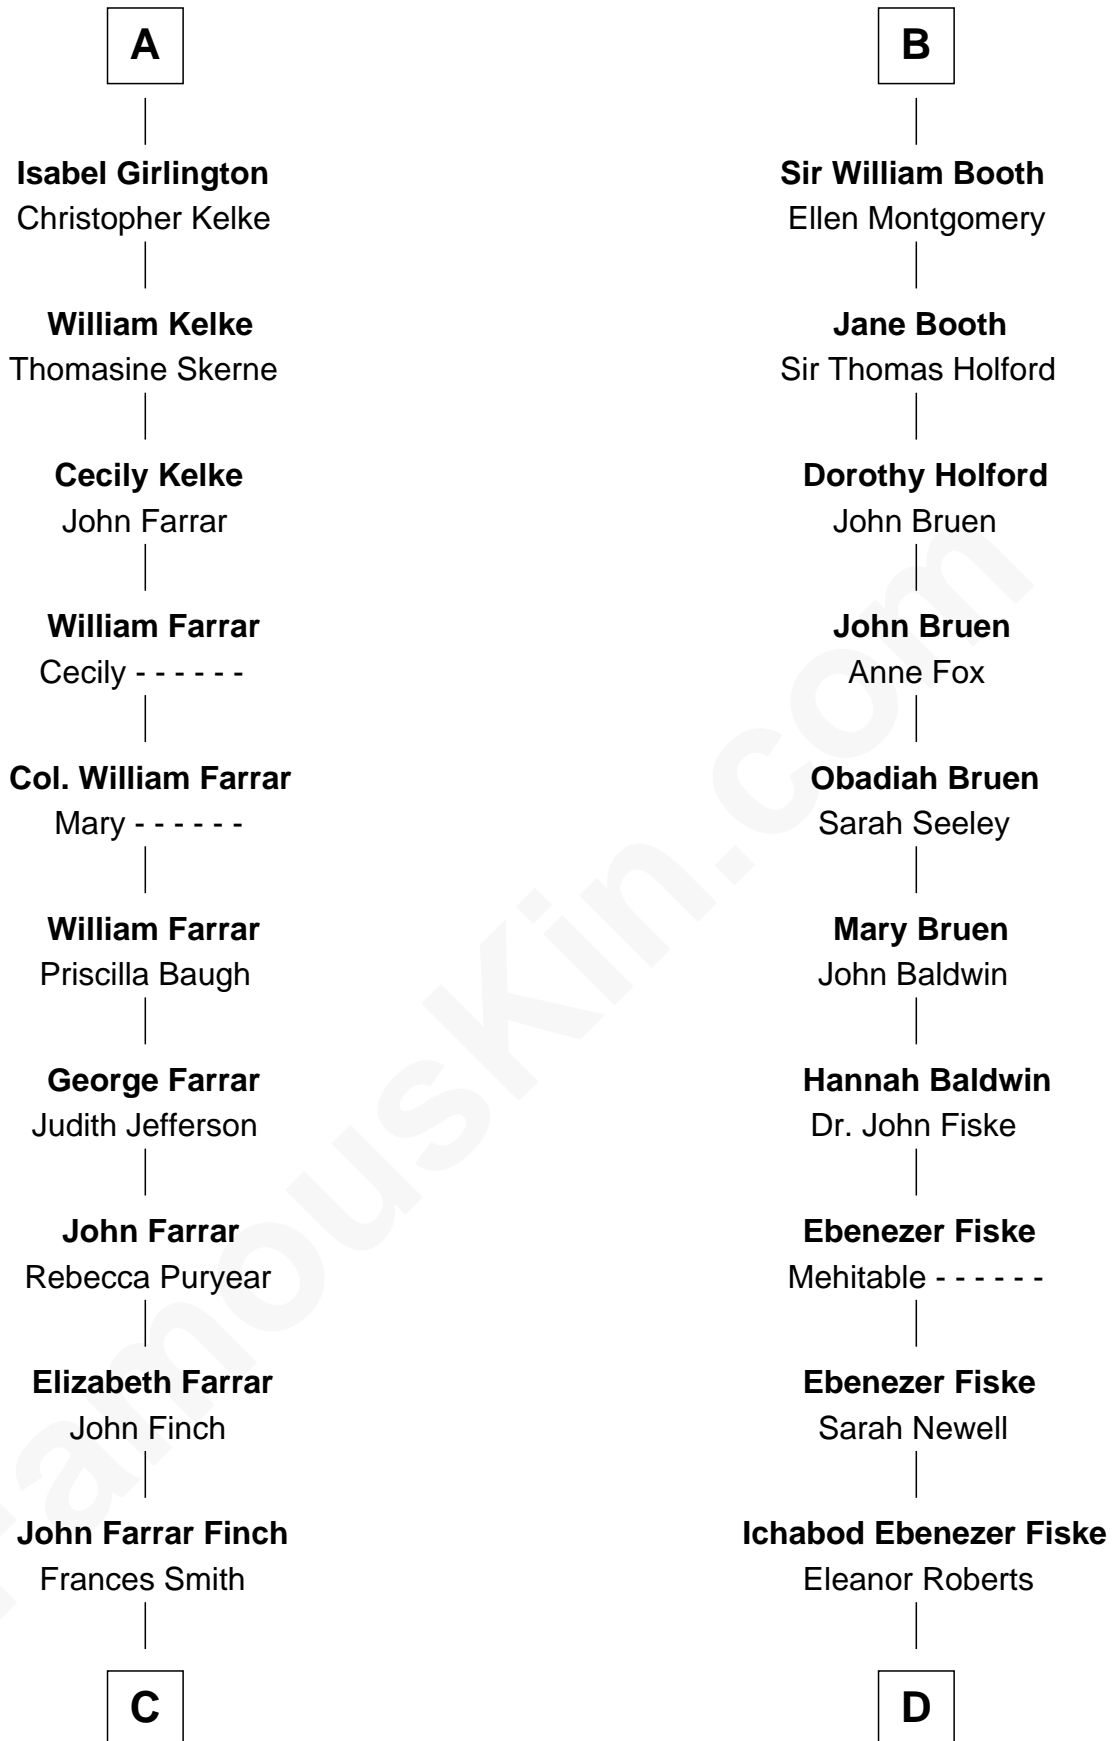 A
Isabel Girlington
Christopher Kelke
William Kelke
Thomasine Skerne
Cecily Kelke
John Farrar
William Farrar
Cecily - - - - - -
Col. William Farrar
Mary - - - - - -
William Farrar
Priscilla Baugh
George Farrar
Judith Jefferson
John Farrar
Rebecca Puryear
Elizabeth Farrar
John Finch
John Farrar Finch
Frances Smith
C
B
Sir William Booth
Ellen Montgomery
Jane Booth
Sir Thomas Holford
Dorothy Holford
John Bruen
John Bruen
Anne Fox
Obadiah Bruen
Sarah Seeley
Mary Bruen
John Baldwin
Hannah Baldwin
Dr. John Fiske
Ebenezer Fiske
Mehitable - - - - - -
Ebenezer Fiske
Sarah Newell
Ichabod Ebenezer Fiske
Eleanor Roberts
D
FamousKin.com